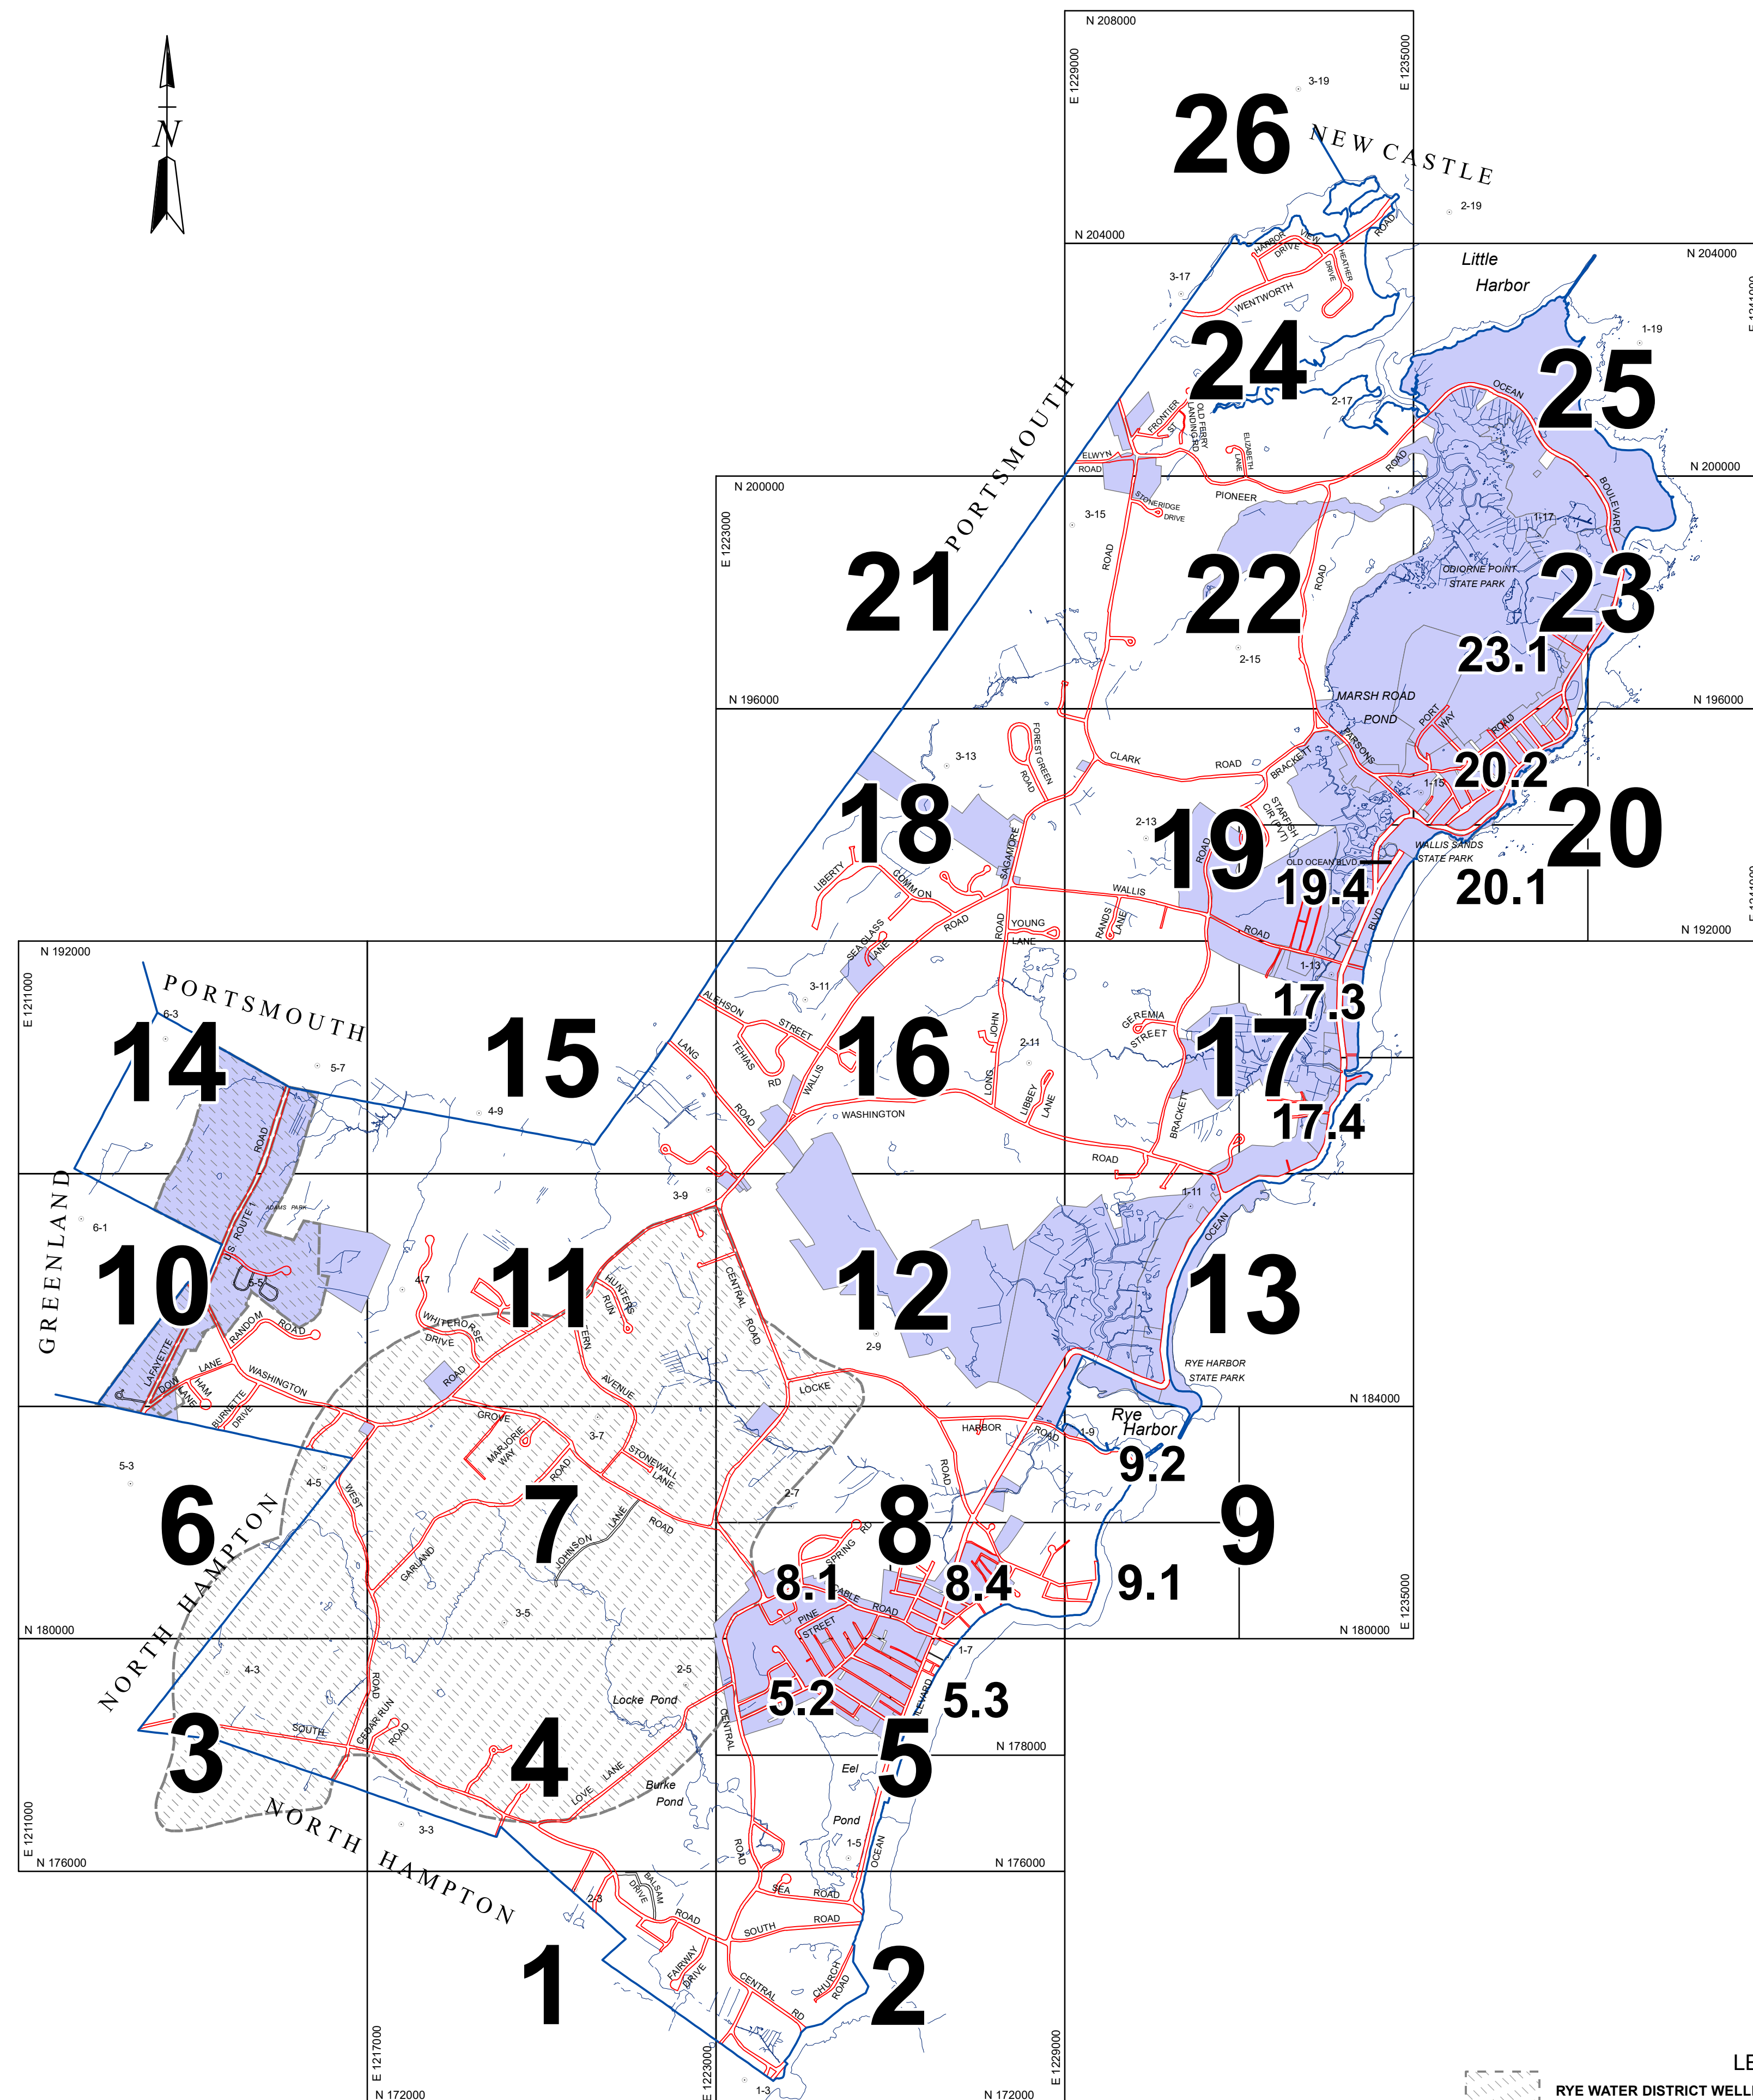 N 208000
E 1229000
E 1235000
3-19
26
NEW CASTLE
N
2-19
N 204000
ROAD
HARBOR VIEW
DRIVE
HEATHER
DRIVE
Little
Harbor
N 204000
3-17
WENTWORTH
1-19
24
25
PORTSMOUTH
2-17
OCEAN
FRONTIER
ST
OLD FERRY
LANDING RD
ELIZABETH
LANE
ELWYN
ROAD
ROAD
N 200000
N 200000
PIONEER
BOULEVARD
STONERIDGE
DRIVE
3-15
1-17
E 1223000
ROAD
ROAD
21
22
ODIORNE POINT
STATE PARK
23
23.1
2-15
MARSH ROAD
POND
N 196000
N 196000
PORT
WAY
ROAD
PARSONS
FOREST GREEN
ROAD
3-13
CLARK
ROAD
BRACKETT
20.2
1-15
18
STARFISH
CIR (PVT)
2-13
19
ROAD
20
SAGAMORE
WALLIS SANDS
STATE PARK
OLD OCEAN BLVD
19.4
20.1
LIBERTY
COMMON
WALLIS
ROAD
ROAD
YOUNG
LANE
RANDS
LANE
BLVD
ROAD
N 192000
N 192000
SEA GLASS
LANE
1-13
E 1211000
PORTSMOUTH
6-3
3-11
17.3
ALEHSON
STREET
GEREMIA
STREET
14
15
16
17
JOHN
2-11
LANG
TEHIAS
RD
5-7
LONG
LIBBEY
LANE
WALLIS
4-9
ROAD
WASHINGTON
BRACKETT
17.4
ROAD
ROAD
GREENLAND
3-9
1-11
ADAMS PARK
6-1
U.S. ROUTE 1
OCEAN
10
11
12
13
5-5
4-7
HUNTERS
RUN
CENTRAL
ROAD
RANDOM
ROAD
WHITEHORSE
DRIVE
FERN
2-9
LAFAYETTE
LANE
WASHINGTON
DOW
LANE
HAM
BURNETTE
DRIVE
ROAD
AVENUE
LOCKE
RYE HARBOR
STATE PARK
N 184000
GROVE
HARBOR
ROAD
Rye
Harbor
1-9
MARJORIE
WAY
3-7
STONEWALL
LANE
5-3
4-5
ROAD
ROAD
9.2
WEST
2-7
6
7
8
9
NORTH HAMPTON
LANE
ROAD
JOHNSON
GARLAND
SPRING RD
8.1
8.4
9.1
CABLE
ROAD
3-5
PINE
STREET
E 1235000
N 180000
N 180000
1-7
4-3
2-5
ROAD
Locke Pond
5.2
5.3
CEDAR RUN
ROAD
SOUTH
CENTRAL
3
4
5
N 178000
LOVE
LANE
Burke
Pond
Eel
Pond
NORTH HAMPTON
3-3
1-5
E 1211000
ROAD
OCEAN
N 176000
N 176000
BALSAM
DRIVE
2-3
SEA
ROAD
ROAD
SOUTH
ROAD
1
2
FAIRWAY
DRIVE
CENTRAL
RD
CHURCH
ROAD
E 1217000
E 1223000
E 1229000
1-3
N 172000
N 172000
RYE WATER DISTRICT